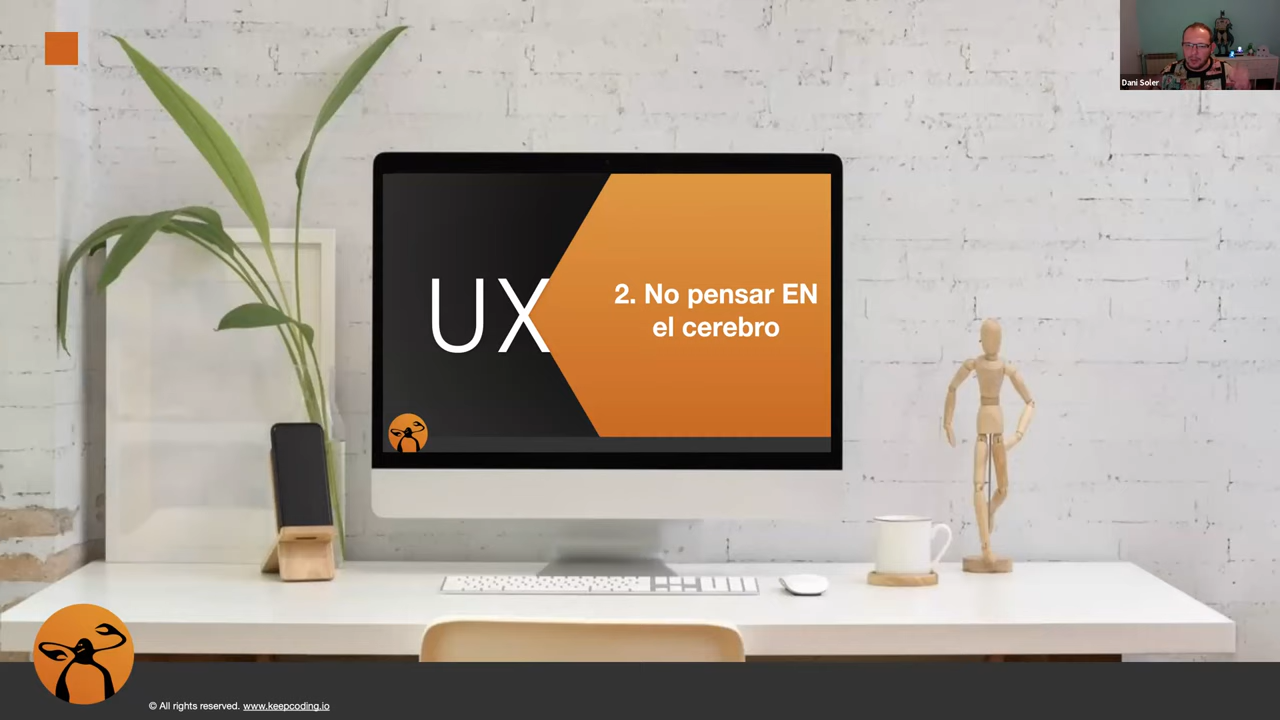 Dani Soler
UX
2. No pensar EN
el cerebro
© All rights reserved. www.keepcoding.io